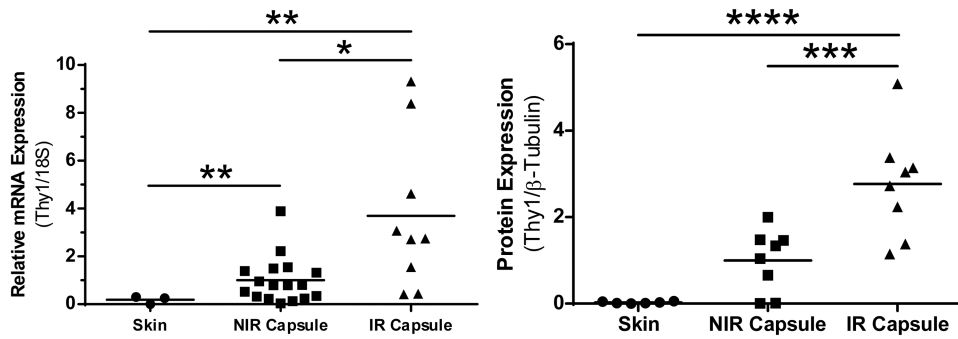 **
*
**
Relative mRNA Expression
(Thy1/18S)
10
8
6
4
2
0
Skin NIR Capsule IR Capsule
****
***
Protein Expression
(Thy1/β-Tubulin)
6
4
2
0
Skin NIR Capsule IR Capsule